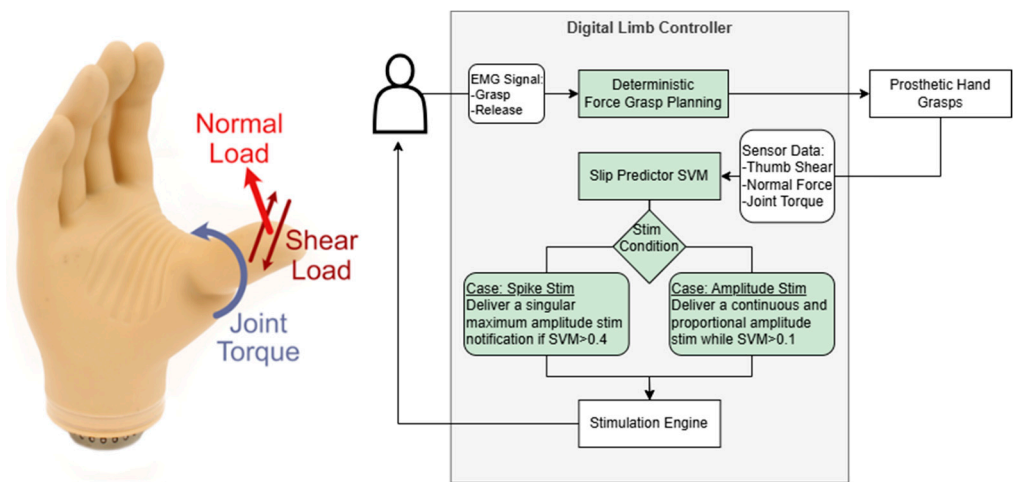 Normal
Load
Shear
Load
Joint
Torque
Digital Limb Controller
EMG Signal:
-Grasp
-Release
Deterministic
Force Grasp Planning
Prosthetic Hand
Grasps
Sensor Data:
-Thumb Shear
-Normal Force
-Joint Torque
Slip Predictor SVM
Stim
Condition
Case: Spike Stim
Deliver a singular
maximum amplitude stim
notification if SVM>0.4
Case: Amplitude Stim
Deliver a continuous and
proportional amplitude
stim while SVM>0.1
Stimulation Engine